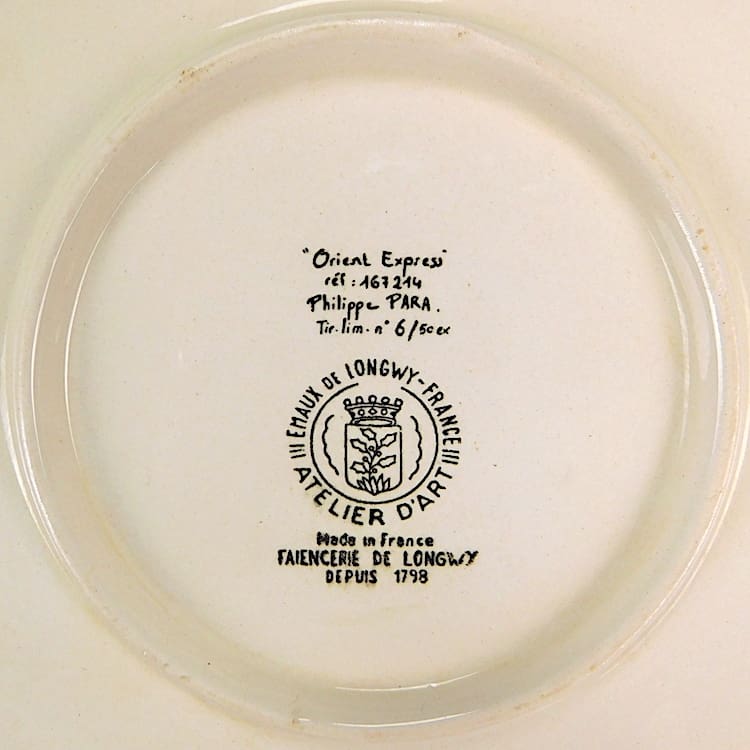 "Orient Express"
réf : 167214
Philippe PARA.
Tir. lim. n° 6/50 ex
EMAUX DE LONGWY-FRANCE
ATELIER D'ART
Made in France
FAIENCERIE DE LONGWY
DEPUIS 1798